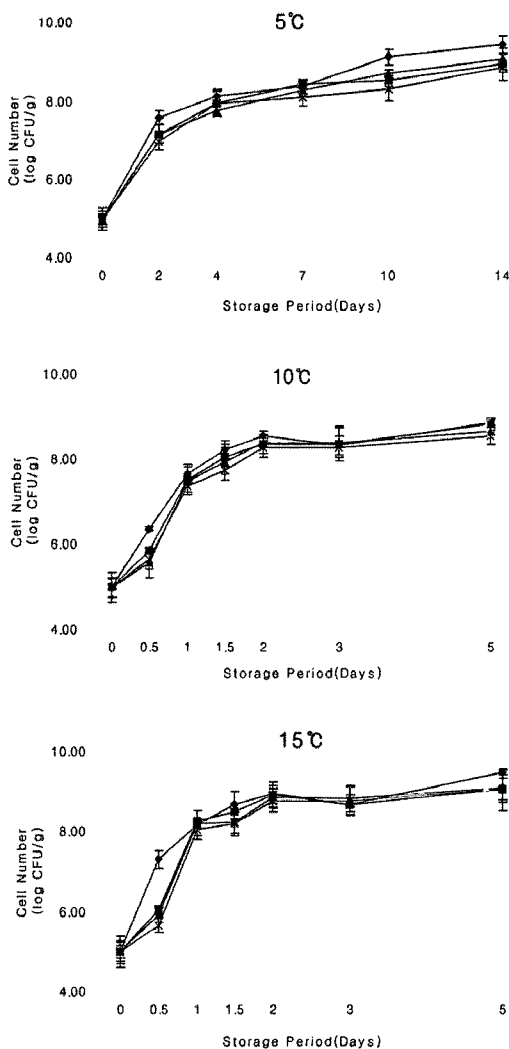 5℃
10.00
8.00
6.00
4.00
Cell Number
(log CFU/g)
0 2 4 7 10 14
Storage Period(Days)
10℃
10.00
8.00
6.00
4.00
Cell Number
(log CFU/g)
0 0.5 1 1.5 2 3 5
Storage Period(Days)
15℃
10.00
8.00
6.00
4.00
Cell Number
(log CFU/g)
0 0.5 1 1.5 2 3 5
Storage Period(Days)